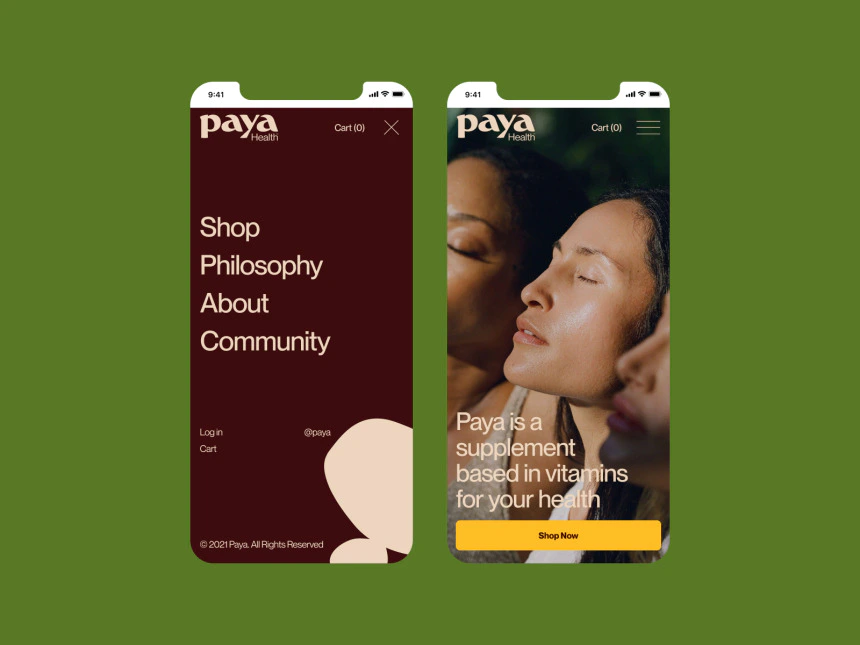 9:41
paya
Health
Cart (0)
Shop
Philosophy
About
Community
Log in
@paya
Cart
© 2021 Paya. All Rights Reserved
9:41
paya
Health
Cart (0)
Paya is a
supplement
based in vitamins
for your health
Shop Now